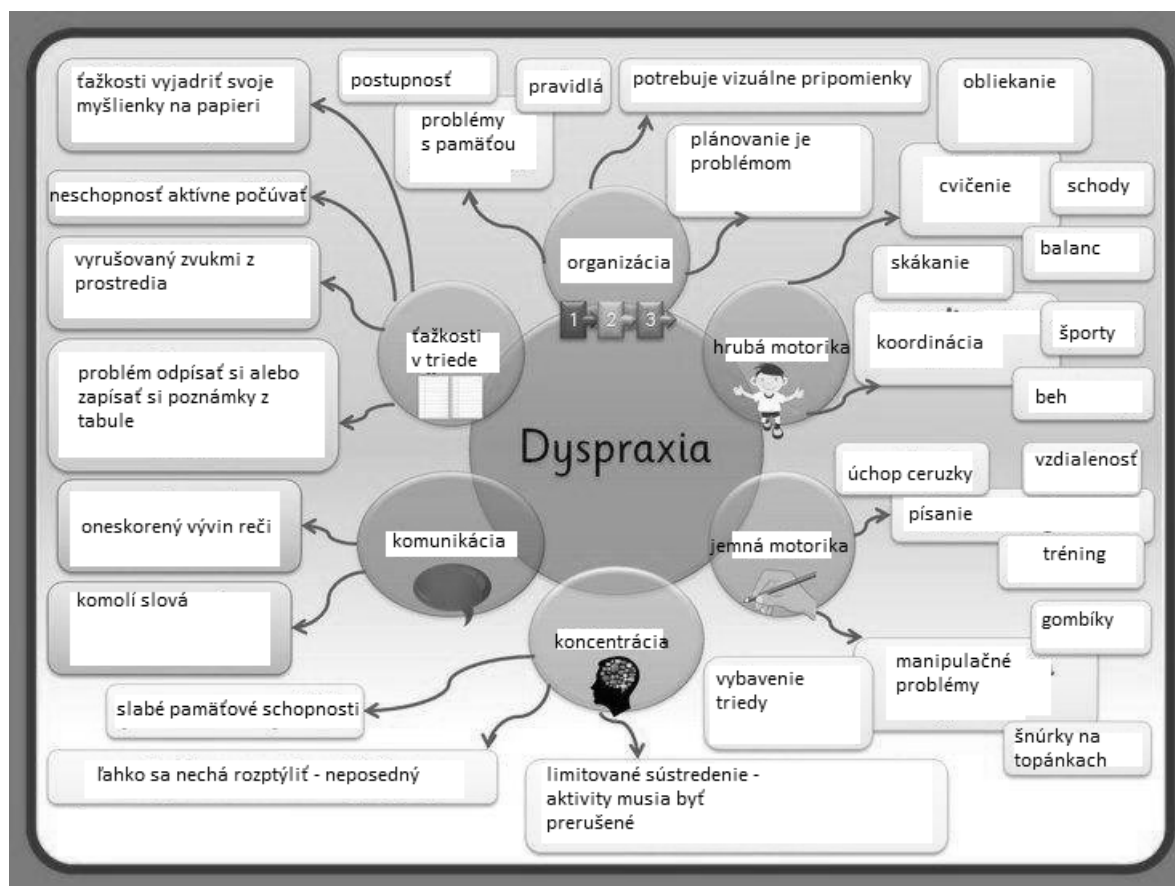 ťažkosti vyjadriť svoje
myšlienky na papieri
postupnosť
pravidlá
problémy
s pamäťou
potrebuje vizuálne pripomienky
plánovanie je
problémom
obliekanie
cvičenie
schody
balanc
skákanie
koordinácia
športy
beh
neschopnosť aktívne počúvať
vyrušovaný zvukmi z
prostredia
problém odpísať si alebo
zapísať si poznámky z
tabule
organizácia
1 2 3
ťažkosti
v triede
hrubá motorika
Dyspraxia
úchop ceruzky
vzdialenosť
písanie
tréning
jemná motorika
gombíky
manipulačné
problémy
vybavenie
triedy
šnúrky na
topánkach
oneskorený vývin reči
komunikácia
komolí slová
koncentrácia
slabé pamäťové schopnosti
ľahko sa nechá rozptýliť - neposedný
limitované sústredenie -
aktivity musia byť
prerušené